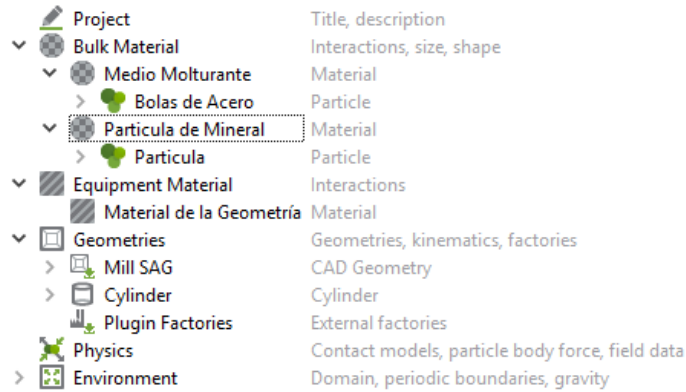 Project Title, description
Bulk Material Interactions, size, shape
Medio Molturante Material
Bolas de Acero Particle
Particula de Mineral Material
Particula Particle
Equipment Material Interactions
Material de la Geometría Material
Geometries Geometries, kinematics, factories
Mill SAG CAD Geometry
Cylinder Cylinder
Plugin Factories External factories
Physics Contact models, particle body force, field data
Environment Domain, periodic boundaries, gravity